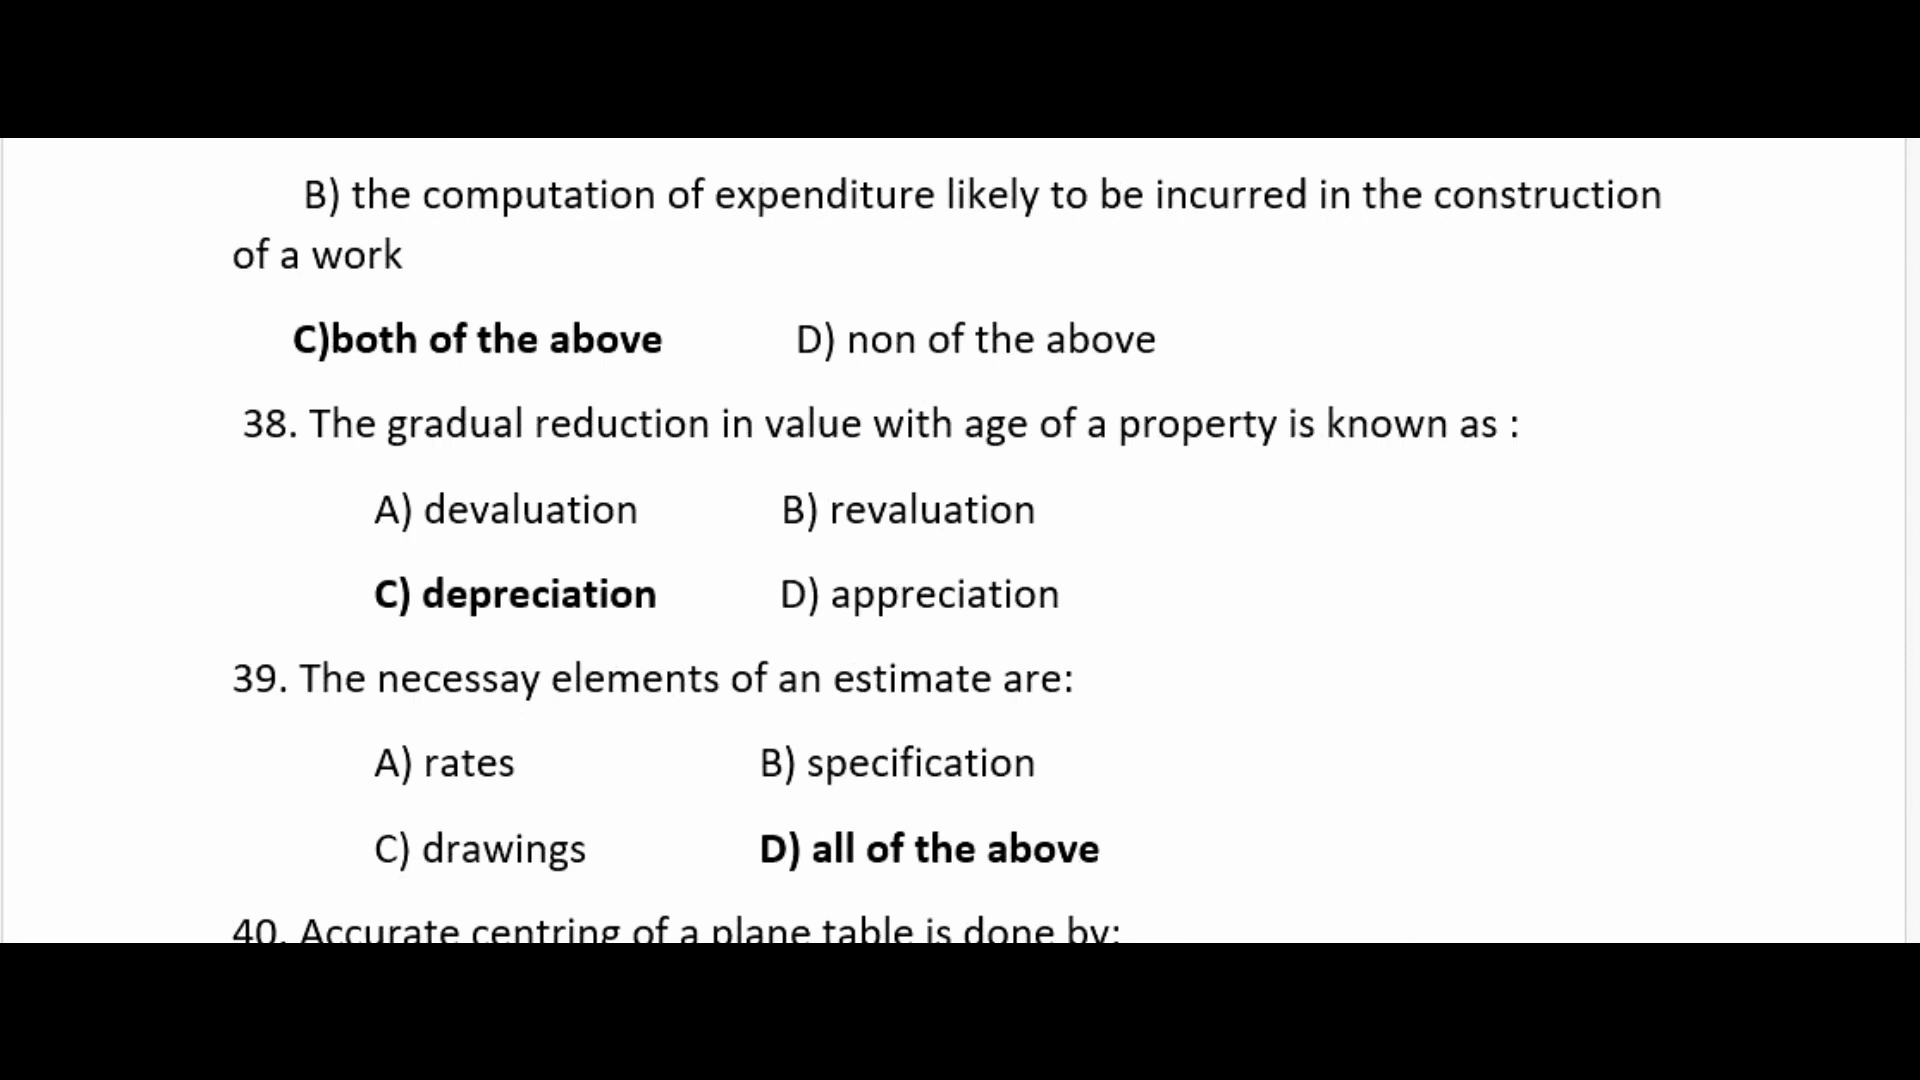 B) the computation of expenditure likely to be incurred in the construction
of a work
C)both of the above D) non of the above
38. The gradual reduction in value with age of a property is known as :
A) devaluation B) revaluation
C) depreciation D) appreciation
39. The necessay elements of an estimate are:
A) rates B) specification
C) drawings D) all of the above
40. Accurate centring of a plane table is done by: